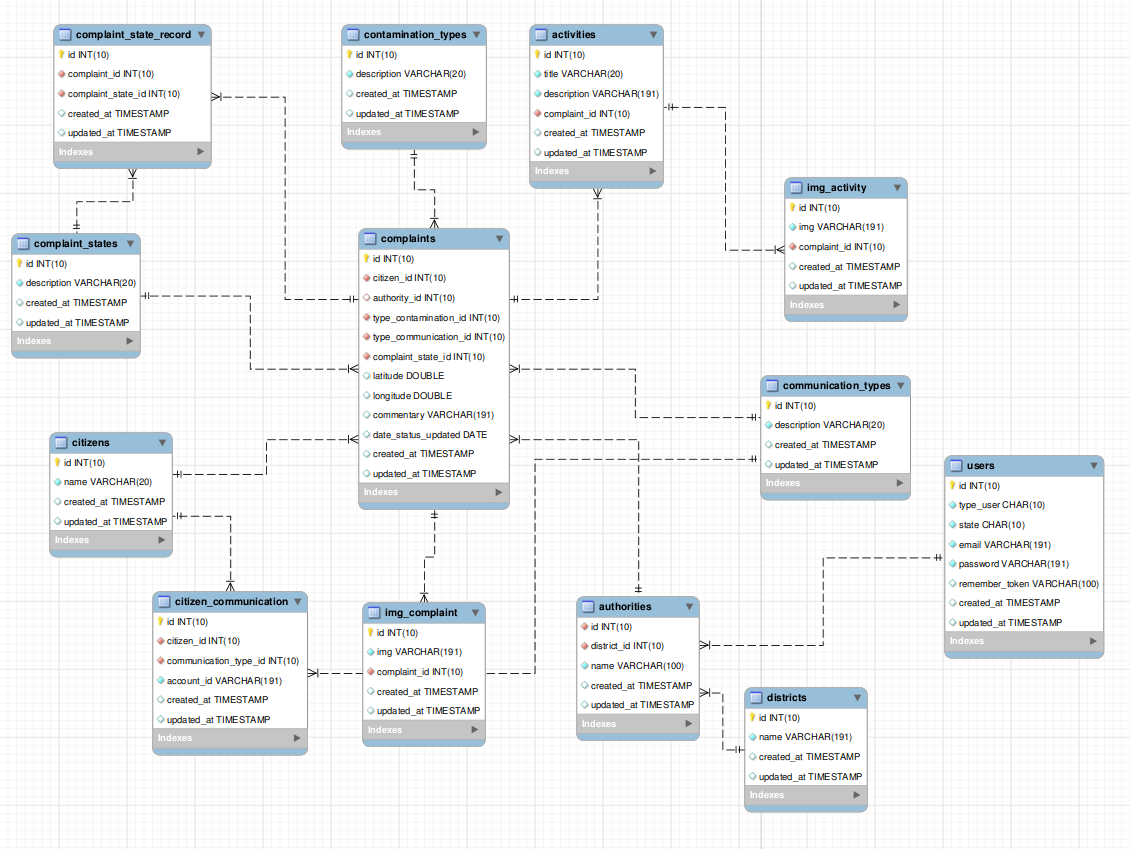 complaint_state_record
id INT(10)
complaint_id INT(10)
complaint_state_id INT(10)
created_at TIMESTAMP
updated_at TIMESTAMP
Indexes
contamination_types
id INT(10)
description VARCHAR(20)
created_at TIMESTAMP
updated_at TIMESTAMP
Indexes
activities
id INT(10)
title VARCHAR(20)
description VARCHAR(191)
complaint_id INT(10)
created_at TIMESTAMP
updated_at TIMESTAMP
Indexes
img_activity
id INT(10)
img VARCHAR(191)
complaint_id INT(10)
created_at TIMESTAMP
updated_at TIMESTAMP
Indexes
complaint_states
id INT(10)
description VARCHAR(20)
created_at TIMESTAMP
updated_at TIMESTAMP
Indexes
complaints
id INT(10)
citizen_id INT(10)
authority_id INT(10)
type_contamination_id INT(10)
type_communication_id INT(10)
complaint_state_id INT(10)
latitude DOUBLE
longitude DOUBLE
commentary VARCHAR(191)
date_status_updated DATE
created_at TIMESTAMP
updated_at TIMESTAMP
Indexes
communication_types
id INT(10)
description VARCHAR(20)
created_at TIMESTAMP
updated_at TIMESTAMP
Indexes
citizens
id INT(10)
name VARCHAR(20)
created_at TIMESTAMP
updated_at TIMESTAMP
Indexes
users
id INT(10)
type_user CHAR(10)
state CHAR(10)
email VARCHAR(191)
password VARCHAR(191)
remember_token VARCHAR(100)
created_at TIMESTAMP
updated_at TIMESTAMP
Indexes
citizen_communication
id INT(10)
citizen_id INT(10)
communication_type_id INT(10)
account_id VARCHAR(191)
created_at TIMESTAMP
updated_at TIMESTAMP
Indexes
img_complaint
id INT(10)
img VARCHAR(191)
complaint_id INT(10)
created_at TIMESTAMP
updated_at TIMESTAMP
Indexes
authorities
id INT(10)
district_id INT(10)
name VARCHAR(100)
created_at TIMESTAMP
updated_at TIMESTAMP
Indexes
districts
id INT(10)
name VARCHAR(191)
created_at TIMESTAMP
updated_at TIMESTAMP
Indexes